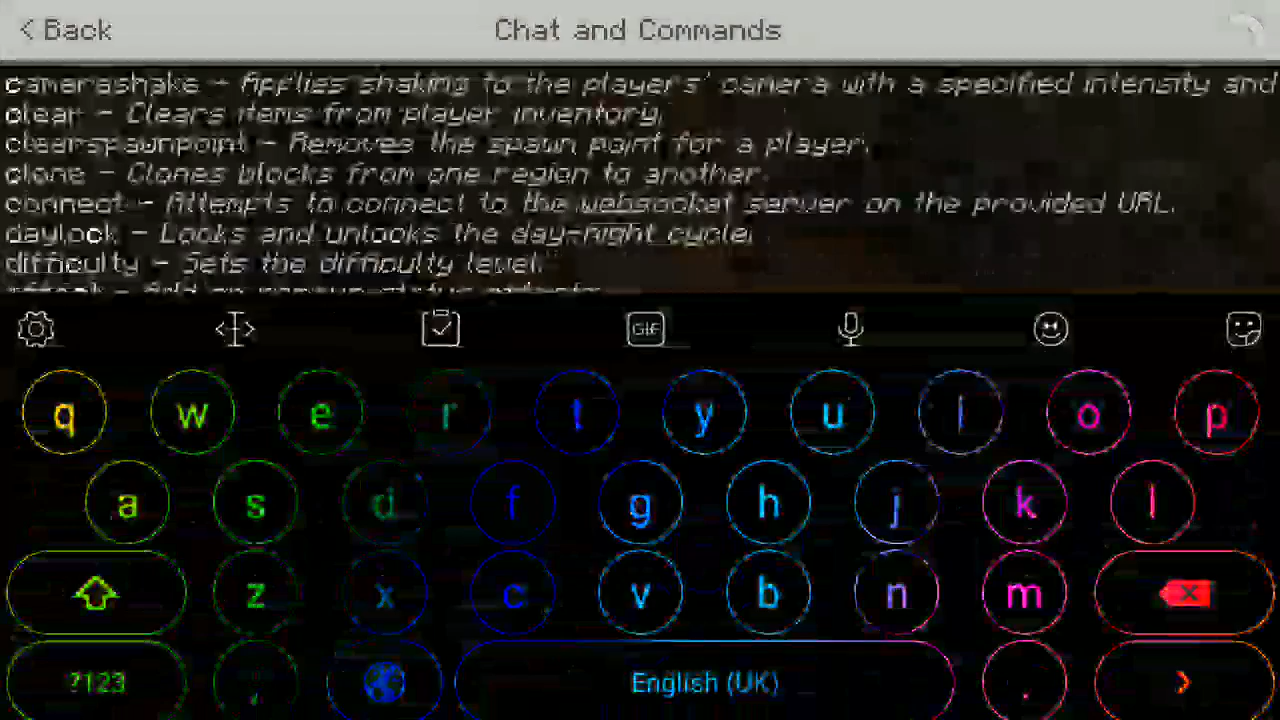 < Back
Chat and Commands
camerashake - Applies shaking to the players' camera with a specified intensity and
clear - Clears items from player inventory.
clearspawnpoint - Removes the spawn point for a player.
clone - Clones blocks from one region to another.
connect - Attempts to connect to the websocket server on the provided URL.
daylock - Locks and unlocks the day-night cycle.
difficulty - Sets the difficulty level.
GIF
q w e r t y u i o p
a s d f g h j k l
z x c v b n m
?123 , English (UK) .